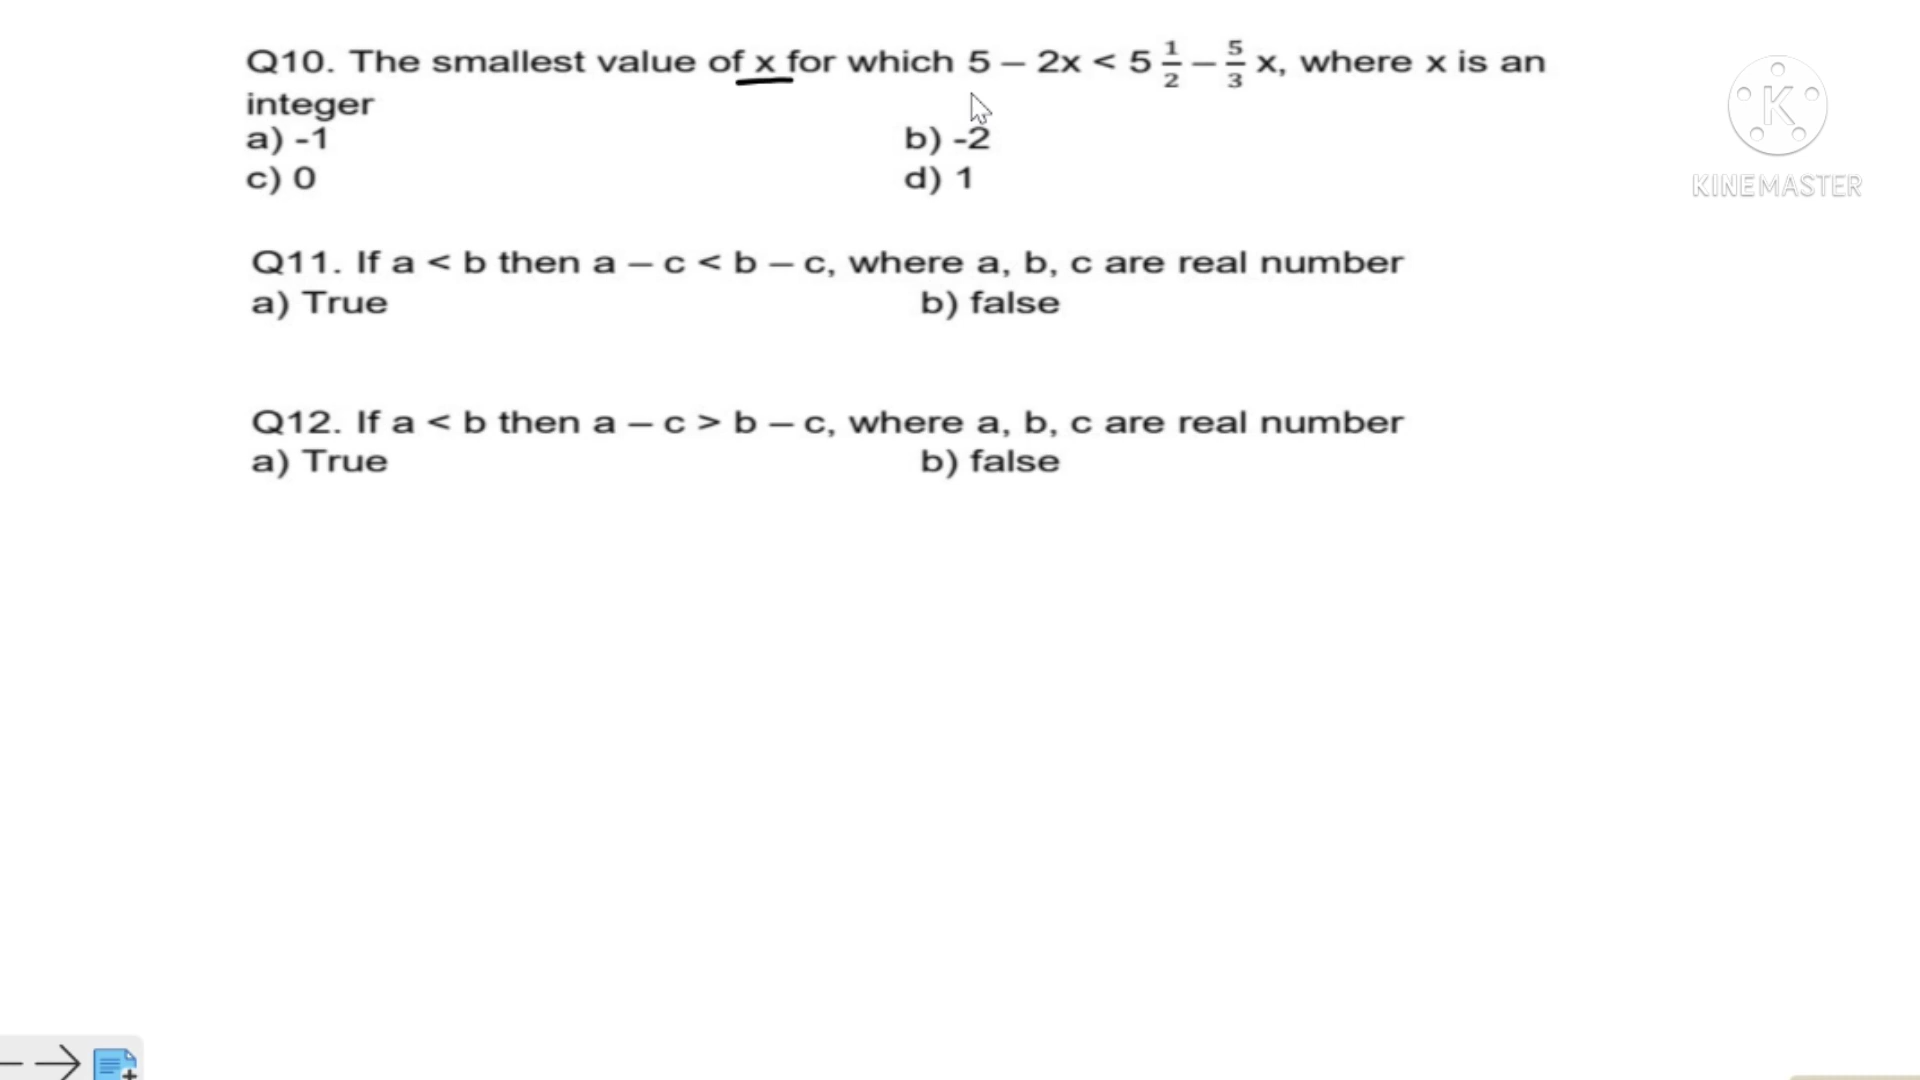 Q10. The smallest value of x for which 5 – 2x < 5 1/2 – 5/3 x, where x is an
integer
a) -1 b) -2
c) 0 d) 1
K
KINEMASTER
Q11. If a < b then a – c < b – c, where a, b, c are real number
a) True b) false
Q12. If a < b then a – c > b – c, where a, b, c are real number
a) True b) false